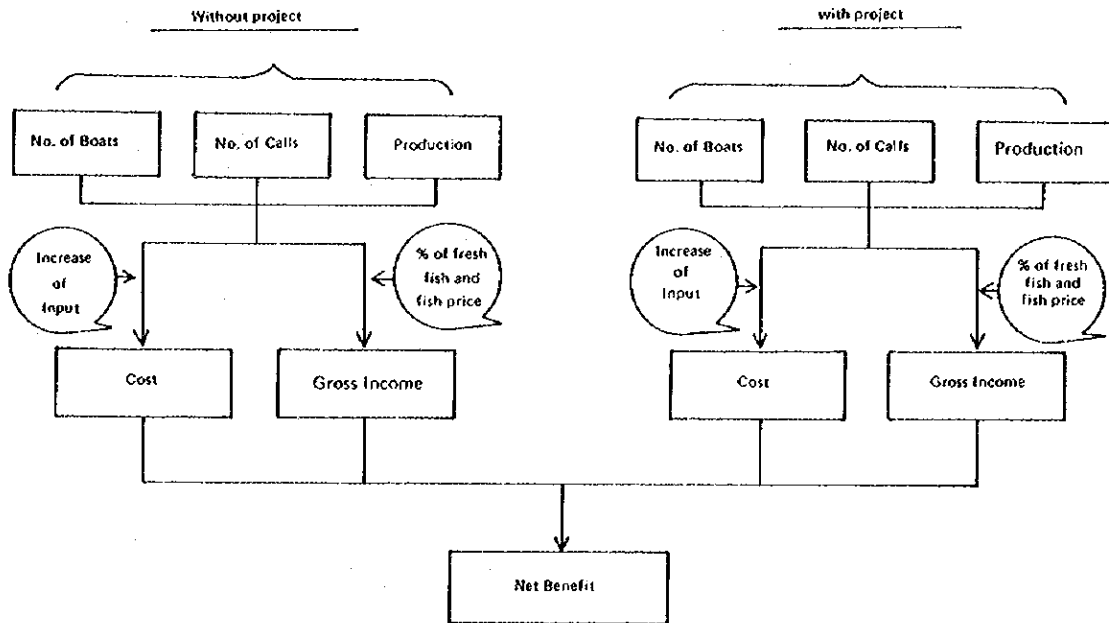 Without project
with project
No. of Boats
No. of Calls
Production
No. of Boats
No. of Calls
Production
Increase
of
Input
% of fresh
fish and
fish price
Increase
of
Input
% of fresh
fish and
fish price
Cost
Gross Income
Cost
Gross Income
Net Benefit